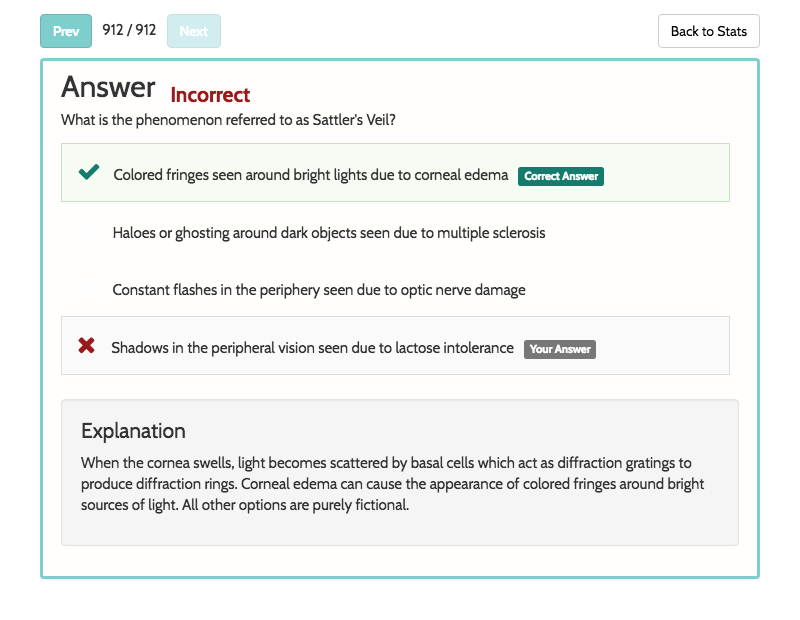 Prev 912 / 912 Next Back to Stats
Answer Incorrect
What is the phenomenon referred to as Sattler's Veil?
Colored fringes seen around bright lights due to corneal edema Correct Answer
Haloes or ghosting around dark objects seen due to multiple sclerosis
Constant flashes in the periphery seen due to optic nerve damage
Shadows in the peripheral vision seen due to lactose intolerance Your Answer
Explanation
When the cornea swells, light becomes scattered by basal cells which act as diffraction gratings to
produce diffraction rings. Corneal edema can cause the appearance of colored fringes around bright
sources of light. All other options are purely fictional.